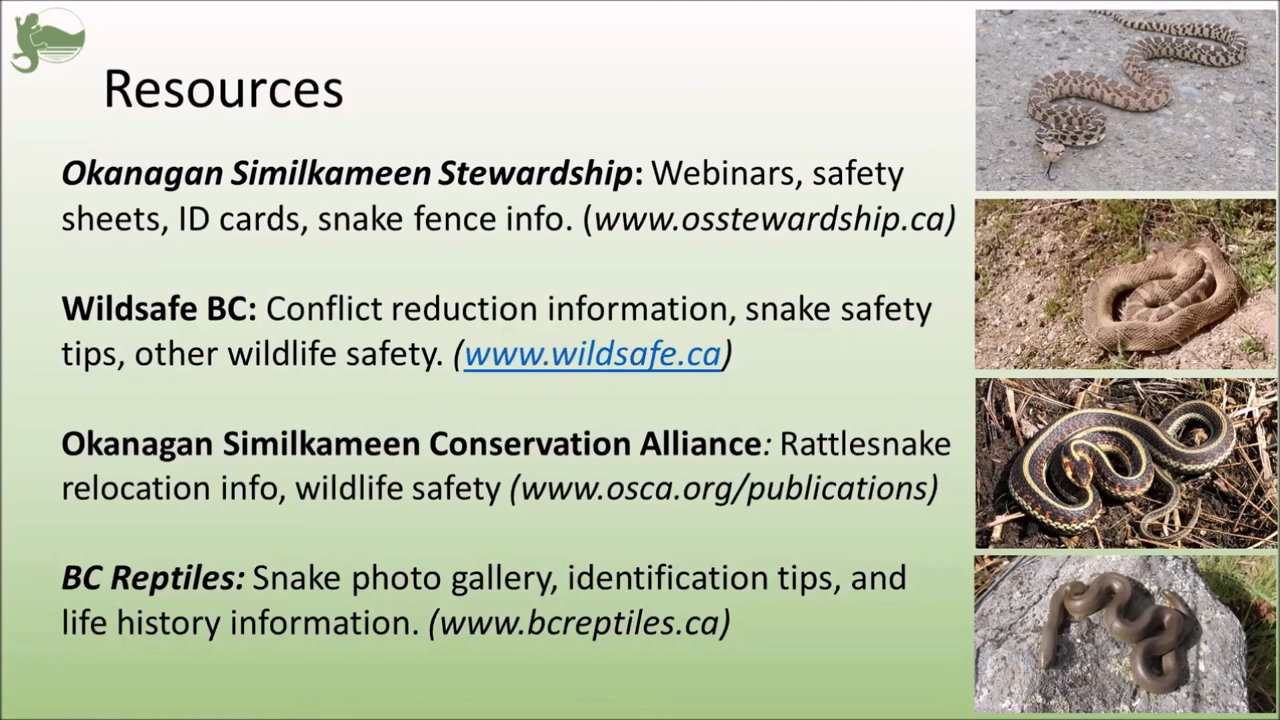 Resources
Okanagan Similkameen Stewardship: Webinars, safety
sheets, ID cards, snake fence info. (www.osstewardship.ca)
Wildsafe BC: Conflict reduction information, snake safety
tips, other wildlife safety. (www.wildsafe.ca)
Okanagan Similkameen Conservation Alliance: Rattlesnake
relocation info, wildlife safety (www.osca.org/publications)
BC Reptiles: Snake photo gallery, identification tips, and
life history information. (www.bcreptiles.ca)